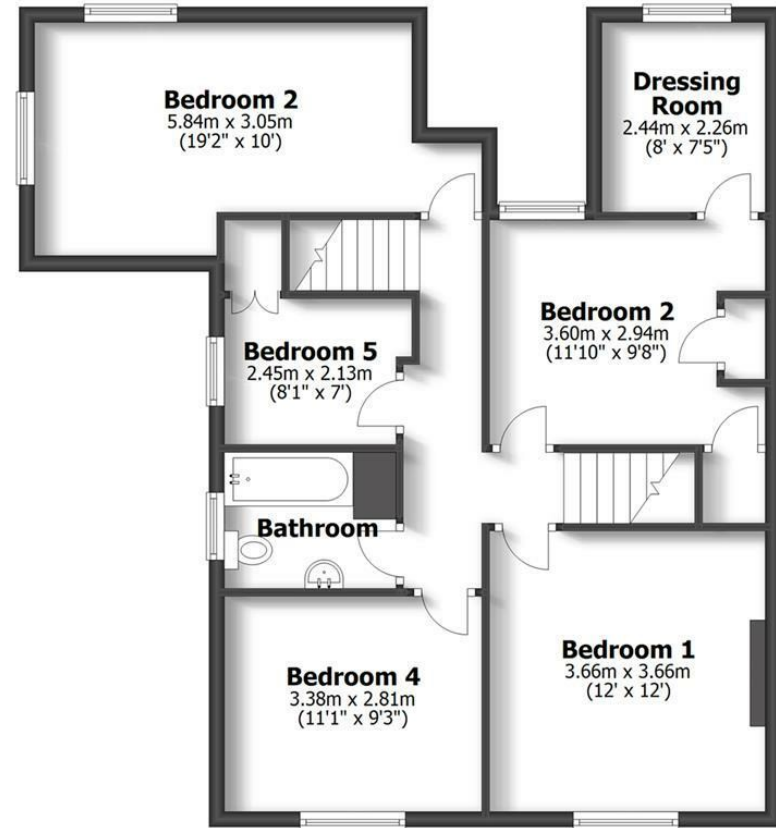 Bedroom 2
5.84m x 3.05m
(19'2" x 10')
Dressing
Room
2.44m x 2.26m
(8' x 7'5")
Bedroom 2
3.60m x 2.94m
(11'10" x 9'8")
Bedroom 5
2.45m x 2.13m
(8'1" x 7')
Bathroom
Bedroom 4
3.38m x 2.81m
(11'1" x 9'3")
Bedroom 1
3.66m x 3.66m
(12' x 12')